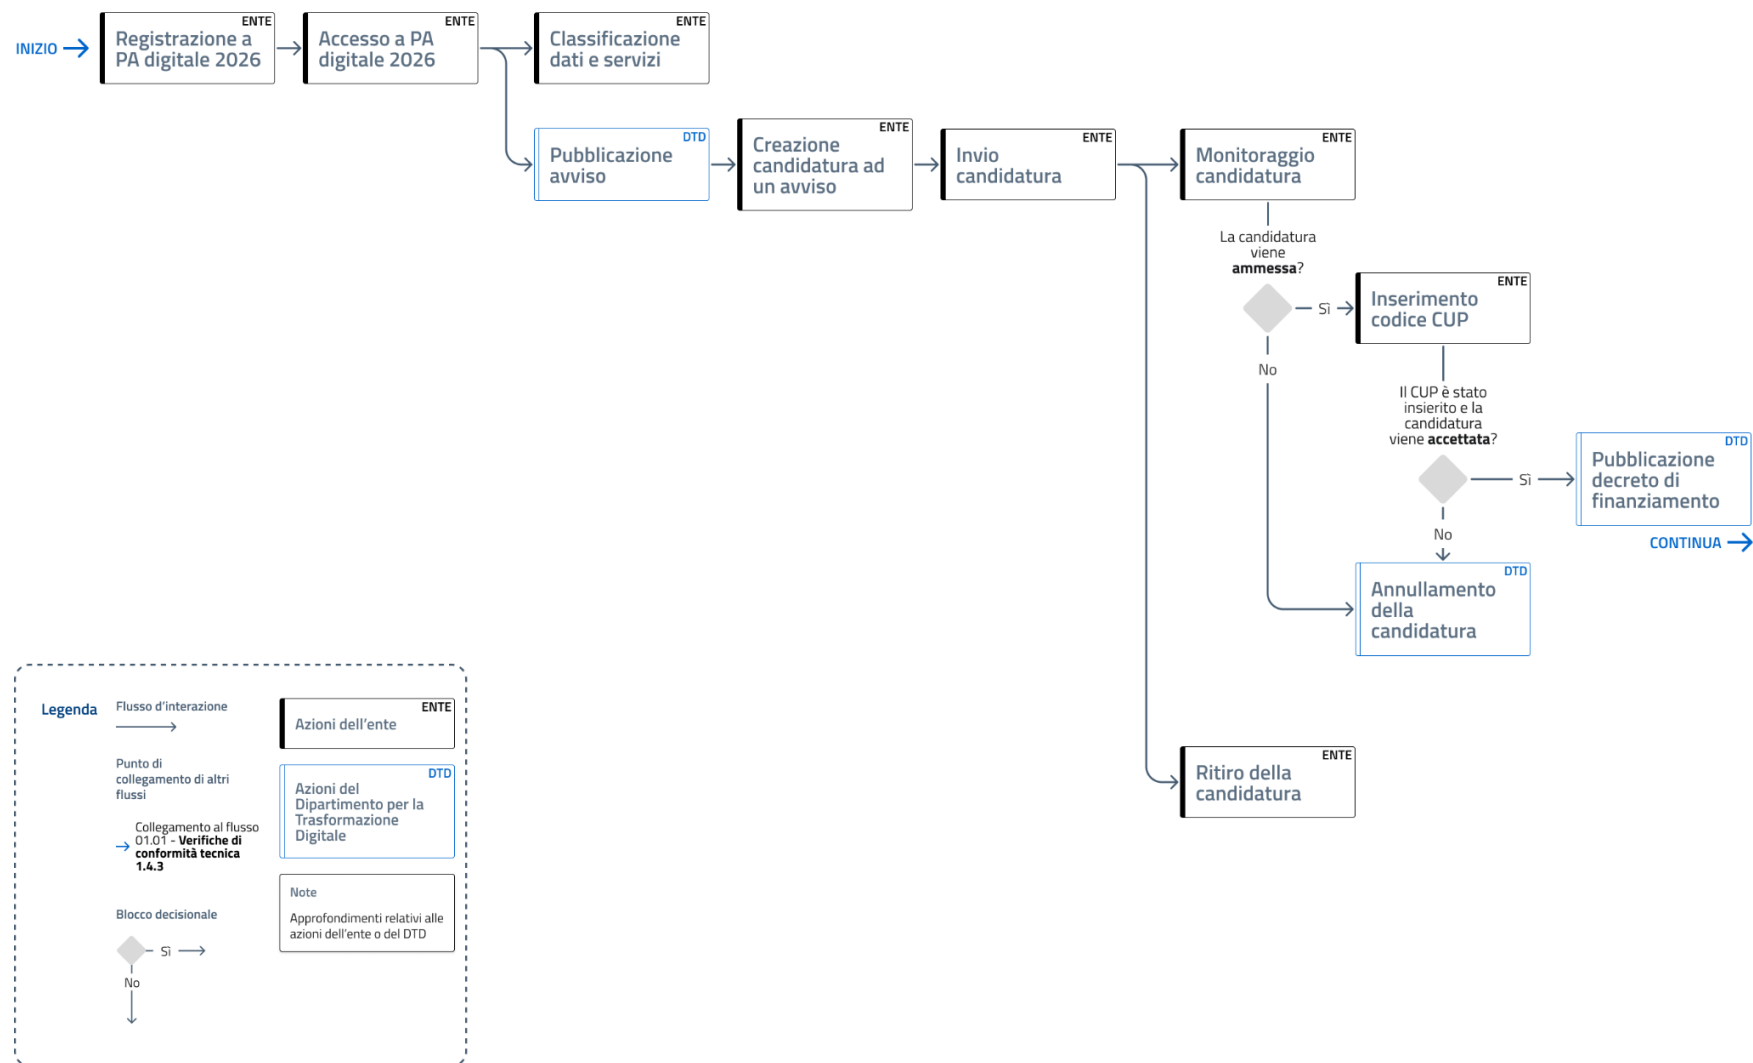 INIZIO
ENTE
Registrazione a
PA digitale 2026
ENTE
Accesso a PA
digitale 2026
ENTE
Classificazione
dati e servizi
DTD
Pubblicazione
avviso
ENTE
Creazione
candidatura ad
un avviso
ENTE
Invio
candidatura
ENTE
Monitoraggio
candidatura
La candidatura
viene
ammessa?
Sì
No
ENTE
Inserimento
codice CUP
Il CUP è stato
insierito e la
candidatura
viene accettata?
Sì
No
DTD
Pubblicazione
decreto di
finanziamento
CONTINUA
DTD
Annullamento
della
candidatura
ENTE
Ritiro della
candidatura
Legenda
Flusso d'interazione
Punto di
collegamento di altri
flussi
Collegamento al flusso
01.01 - Verifiche di
conformità tecnica
1.4.3
Blocco decisionale
Sì
No
ENTE
Azioni dell'ente
DTD
Azioni del
Dipartimento per la
Trasformazione
Digitale
Note
Approfondimenti relativi alle
azioni dell'ente o del DTD